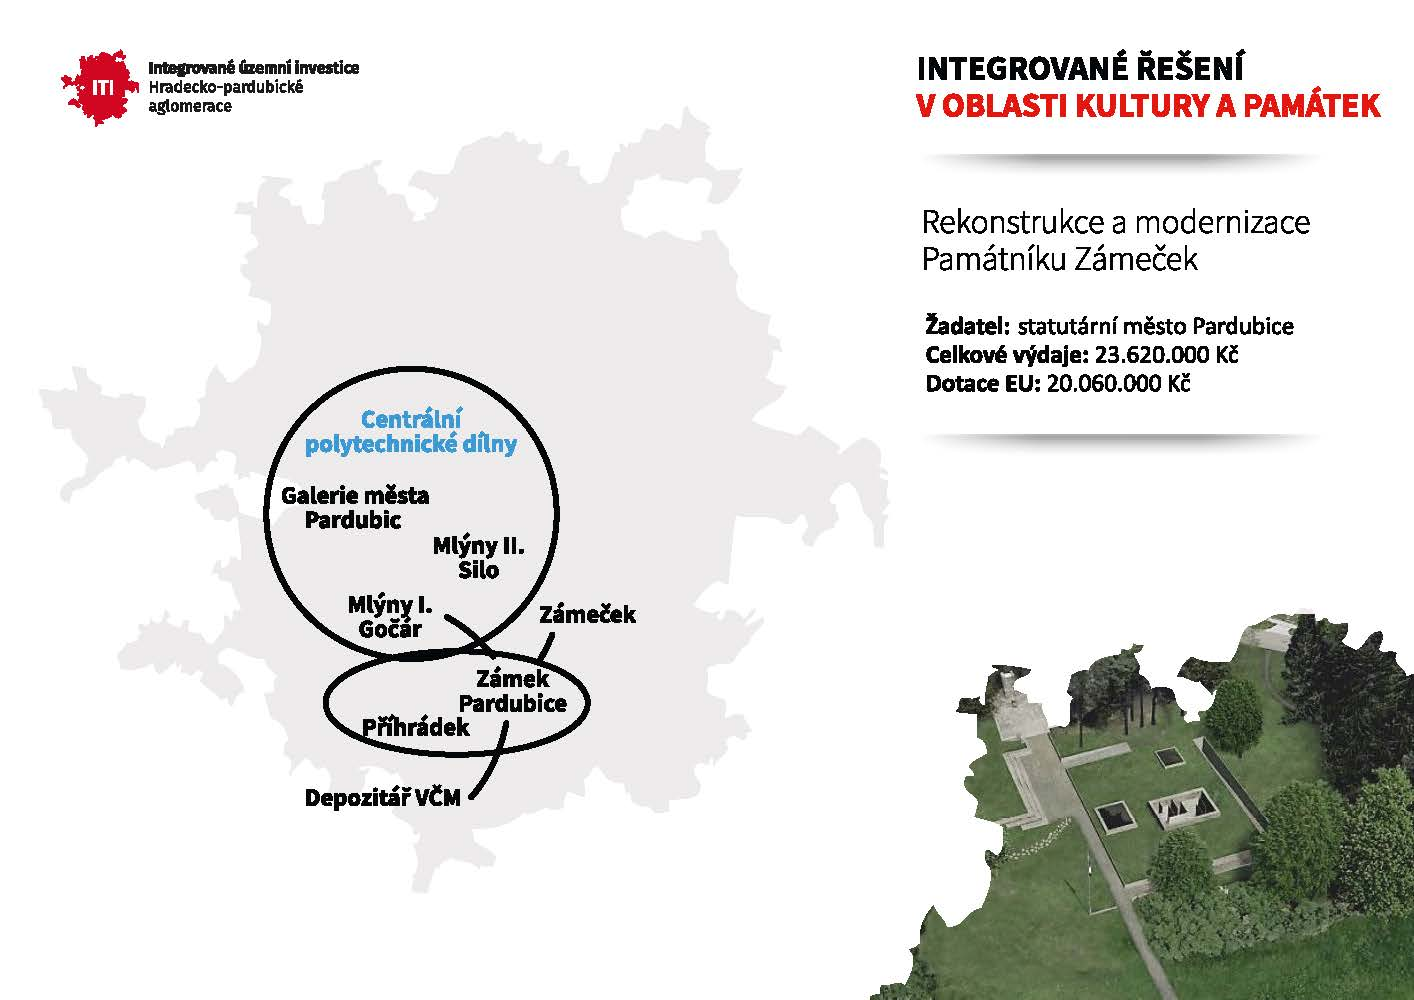 ITI
Integrované územní investice
Hradecko-pardubické
aglomerace
INTEGROVANÉ ŘEŠENÍ
V OBLASTI KULTURY A PAMÁTEK
Rekonstrukce a modernizace
Památníku Zámeček
Žadatel: statutární město Pardubice
Celkové výdaje: 23.620.000 Kč
Dotace EU: 20.060.000 Kč
Centrální
polytechnické dílny
Galerie města
Pardubic
Mlýny II.
Silo
Mlýny I.
Gočár
Zámeček
Zámek
Pardubice
Příhrádek
Depozitář VČM